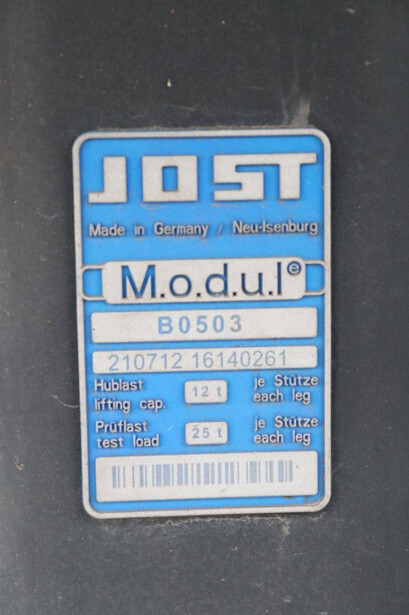 JOST
Made in Germany / Neu-Isenburg
M.o.d.u.l®
B0503
210712 16140261
Hublast 12 t je Stütze
lifting cap. each leg
Prüflast 25 t je Stütze
test load each leg